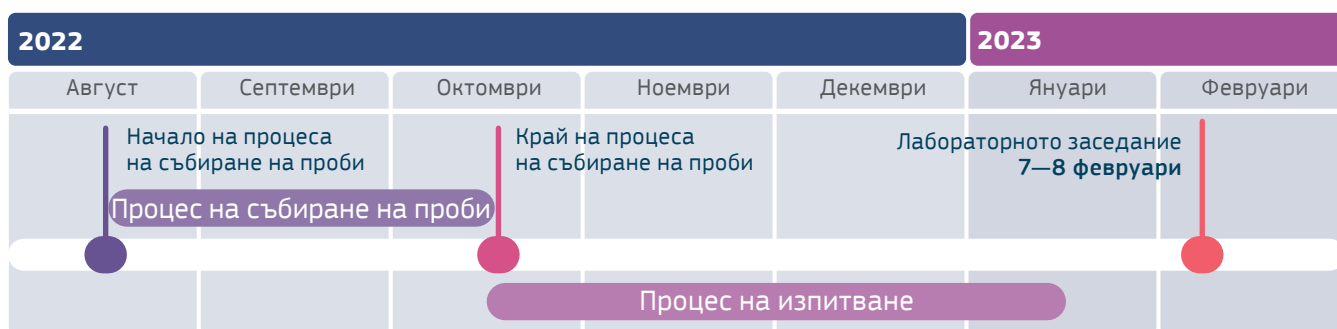 2022
2023
Август
Септември
Октомври
Ноември
Декември
Януари
Февруари
Начало на процеса
на събиране на проби
Край на процеса
на събиране на проби
Лабораторното заседание
7—8 февруари
Процес на събиране на проби
Процес на изпитване